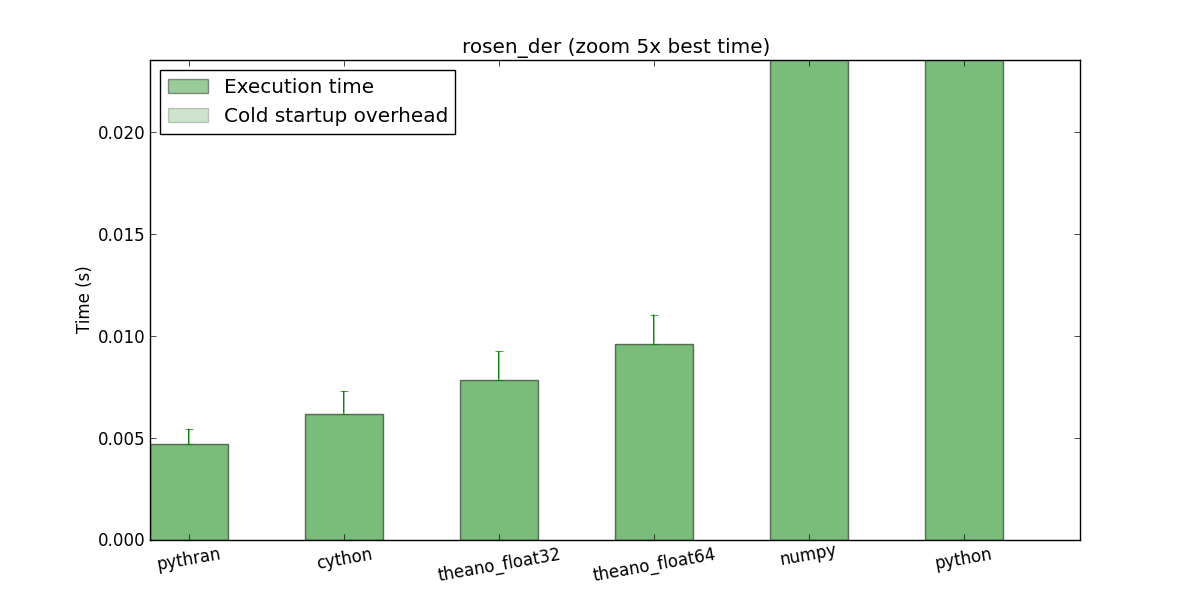 rosen_der (zoom 5x best time)
Execution time
Cold startup overhead
Time (s)
0.020
0.015
0.010
0.005
0.000
pythran
cython
theano_float32
theano_float64
numpy
python